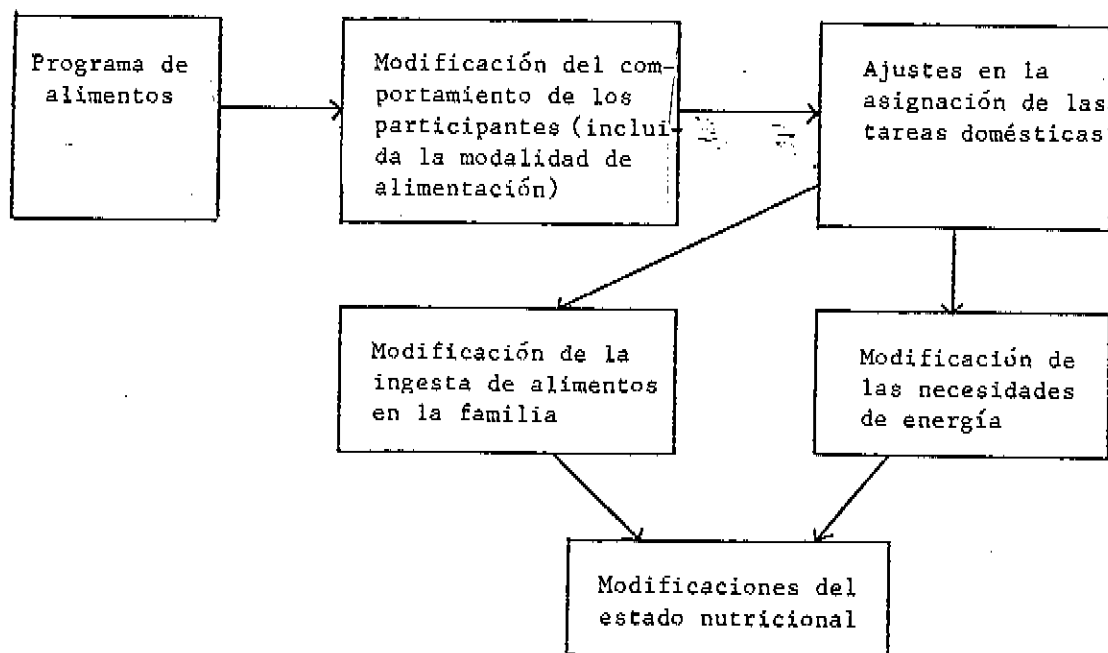 Programa de
alimentos
Modificación del com-
portamiento de los
participantes (inclui-
da la modalidad de
alimentación)
Ajustes en la
asignación de las
tareas domésticas
Modificación de la
ingesta de alimentos
en la familia
Modificación de
las necesidades
de energía
Modificaciones del
estado nutricional